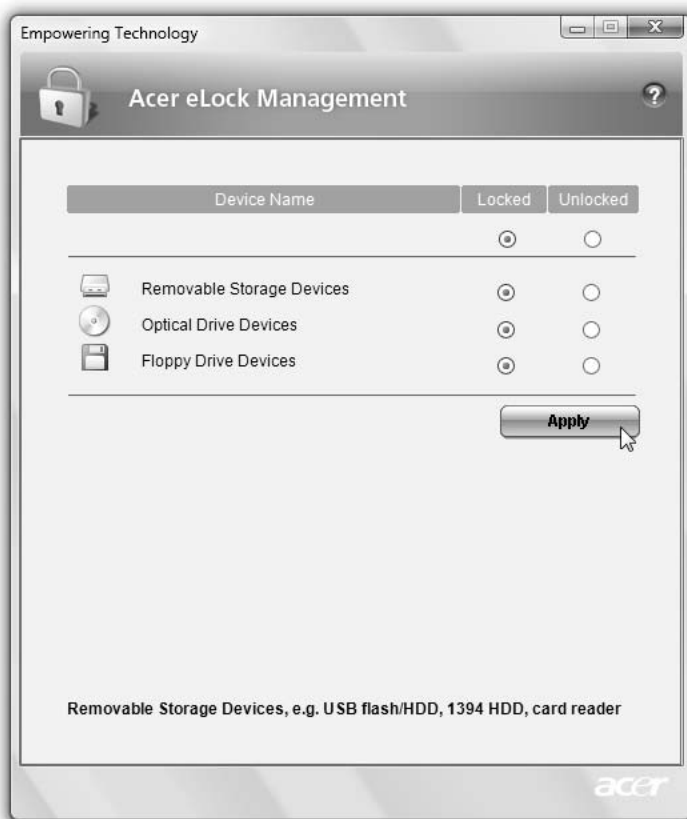 Empowering Technology
Acer eLock Management
?
Device Name Locked Unlocked
Removable Storage Devices
Optical Drive Devices
Floppy Drive Devices
Apply
Removable Storage Devices, e.g. USB flash/HDD, 1394 HDD, card reader
acer